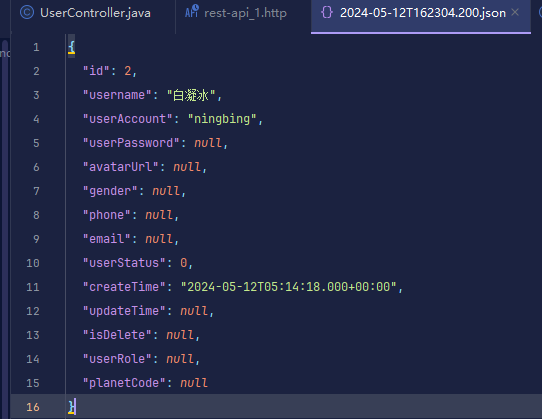 UserController.java
API rest-api_1.http
{} 2024-05-12T162304.200.json
1 {
2 "id": 2,
3 "username": "白凝冰",
4 "userAccount": "ningbing",
5 "userPassword": null,
6 "avatarUrl": null,
7 "gender": null,
8 "phone": null,
9 "email": null,
10 "userStatus": 0,
11 "createTime": "2024-05-12T05:14:18.000+00:00",
12 "updateTime": null,
13 "isDelete": null,
14 "userRole": null,
15 "planetCode": null
16 }